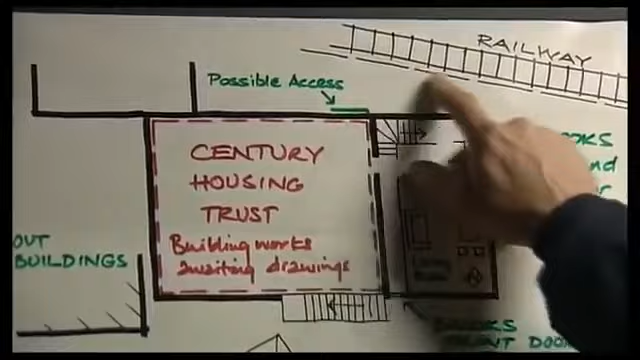 RAILWAY
Possible Access
CENTURY
HOUSING
TRUST
Building works
awaiting drawings
OUT
BUILDINGS